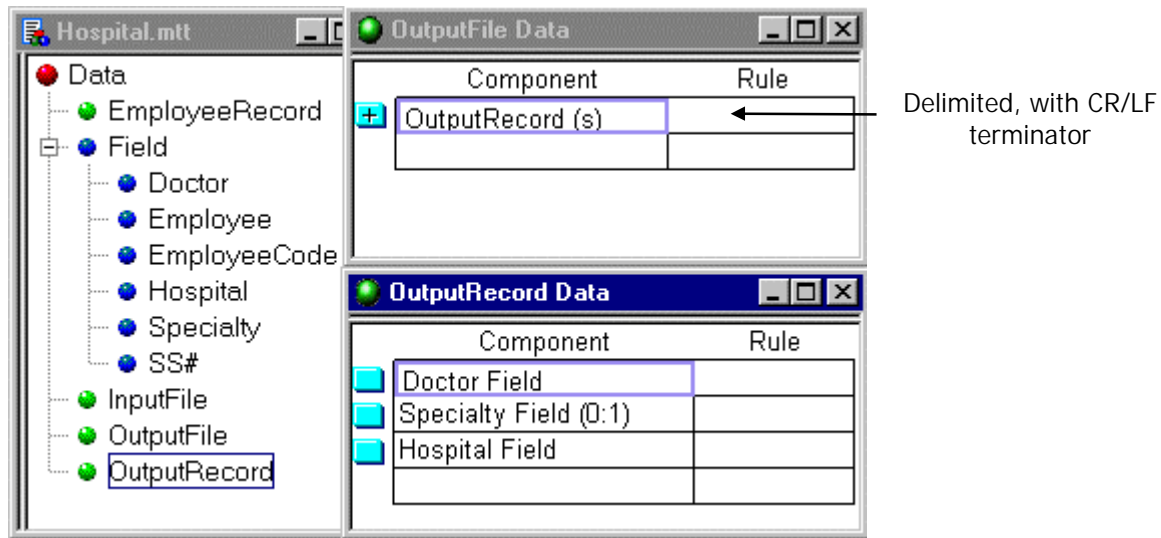 Hospital.mtt
Data
EmployeeRecord
Field
Doctor
Employee
EmployeeCode
Hospital
Specialty
SS#
InputFile
OutputFile
OutputRecord
OutputFile Data
Component Rule
OutputRecord (s)
Delimited, with CR/LF
terminator
OutputRecord Data
Component Rule
Doctor Field
Specialty Field (0:1)
Hospital Field